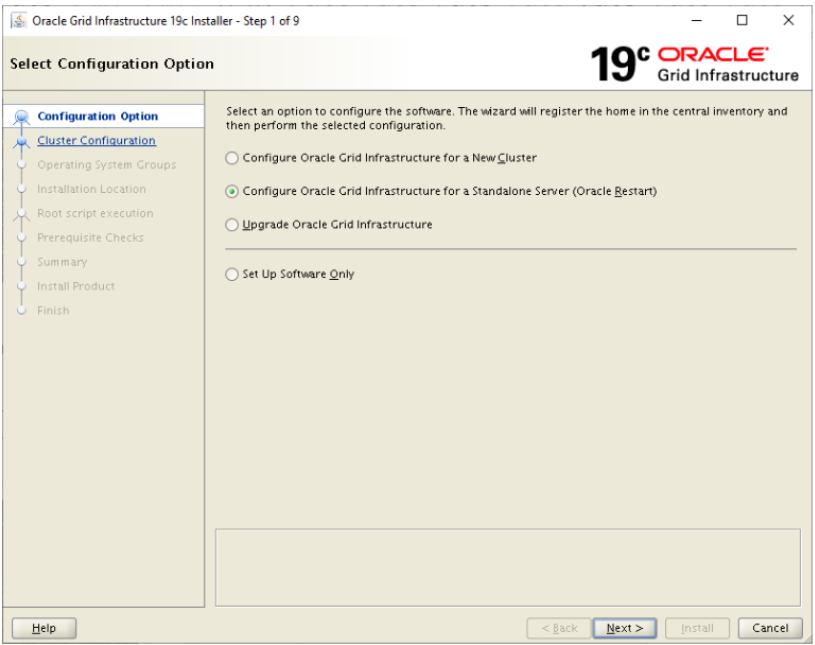 Oracle Grid Infrastructure 19c Installer - Step 1 of 9
Select Configuration Option
19c ORACLE
Grid Infrastructure
Configuration Option
Cluster Configuration
Operating System Groups
Installation Location
Root script execution
Prerequisite Checks
Summary
Install Product
Finish
Select an option to configure the software. The wizard will register the home in the central inventory and
then perform the selected configuration.
Configure Oracle Grid Infrastructure for a New Cluster
Configure Oracle Grid Infrastructure for a Standalone Server (Oracle Restart)
Upgrade Oracle Grid Infrastructure
Set Up Software Only
Help
< Back
Next >
Install
Cancel